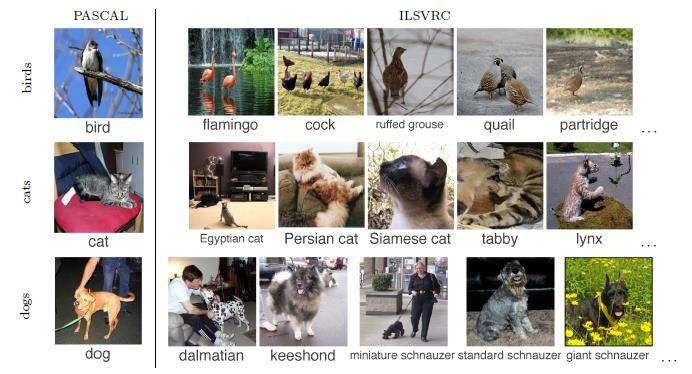 PASCAL
ILSVRC
birds
bird
flamingo
cock
ruffed grouse
quail
partridge
...
cats
cat
Egyptian cat
Persian cat
Siamese cat
tabby
lynx
...
dogs
dog
dalmatian
keeshond
miniature schnauzer
standard schnauzer
giant schnauzer
...